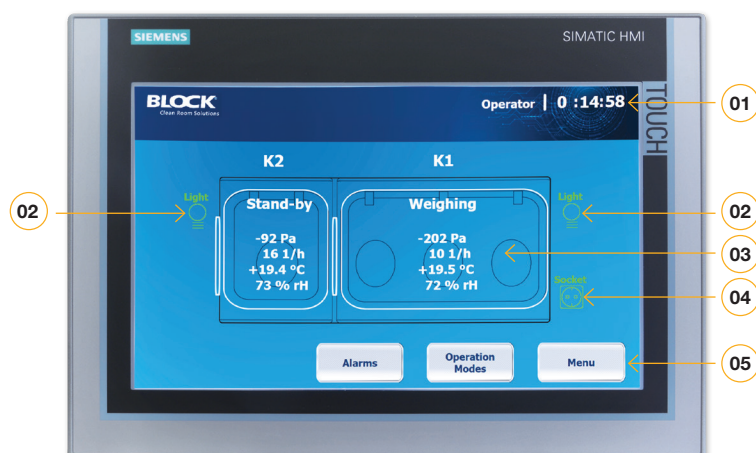 SIEMENS
SIMATIC HMI
TOUCH
BLOCK
Clean Room Solutions
Operator | 0 :14:58
01
K2
K1
02
Light
Stand-by
-92 Pa
16 1/h
+19.4 °C
73 % rH
Weighing
-202 Pa
10 1/h
+19.5 °C
72 % rH
Light
02
03
Socket
04
Alarms
Operation
Modes
Menu
05